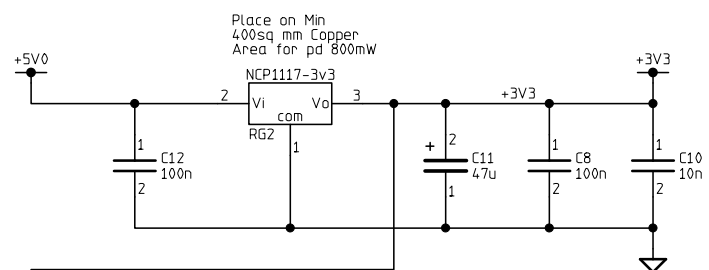 Place on Min
400sq mm Copper
Area for pd 800mW
+5V0
+3V3
NCP1117-3v3
2
Vi
Vo
3
+3V3
com
RG2
1
1
C12
100n
2
+
2
C11
47u
1
1
C8
100n
2
1
C10
10n
2